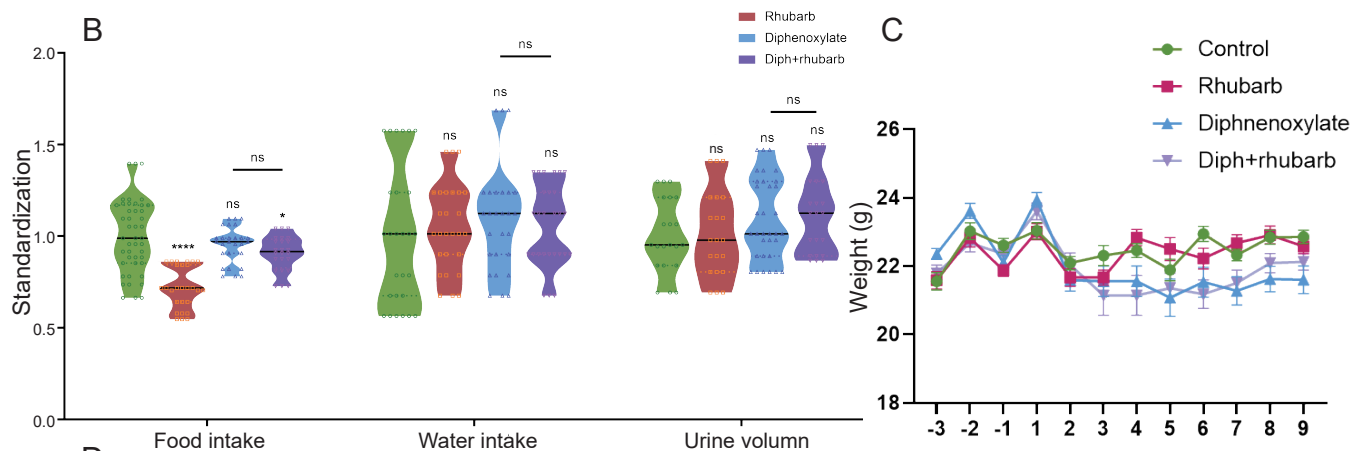 B
Rhubarb
Diphenoxylate
Diph+rhubarb
Standardization
2.0
1.5
1.0
0.5
0.0
****
ns
*
ns
ns
ns
ns
ns
ns
ns
ns
ns
Food intake
Water intake
Urine volumn
C
Control
Rhubarb
Diphnenoxylate
Diph+rhubarb
Weight (g)
26
24
22
20
18
-3 -2 -1 1 2 3 4 5 6 7 8 9